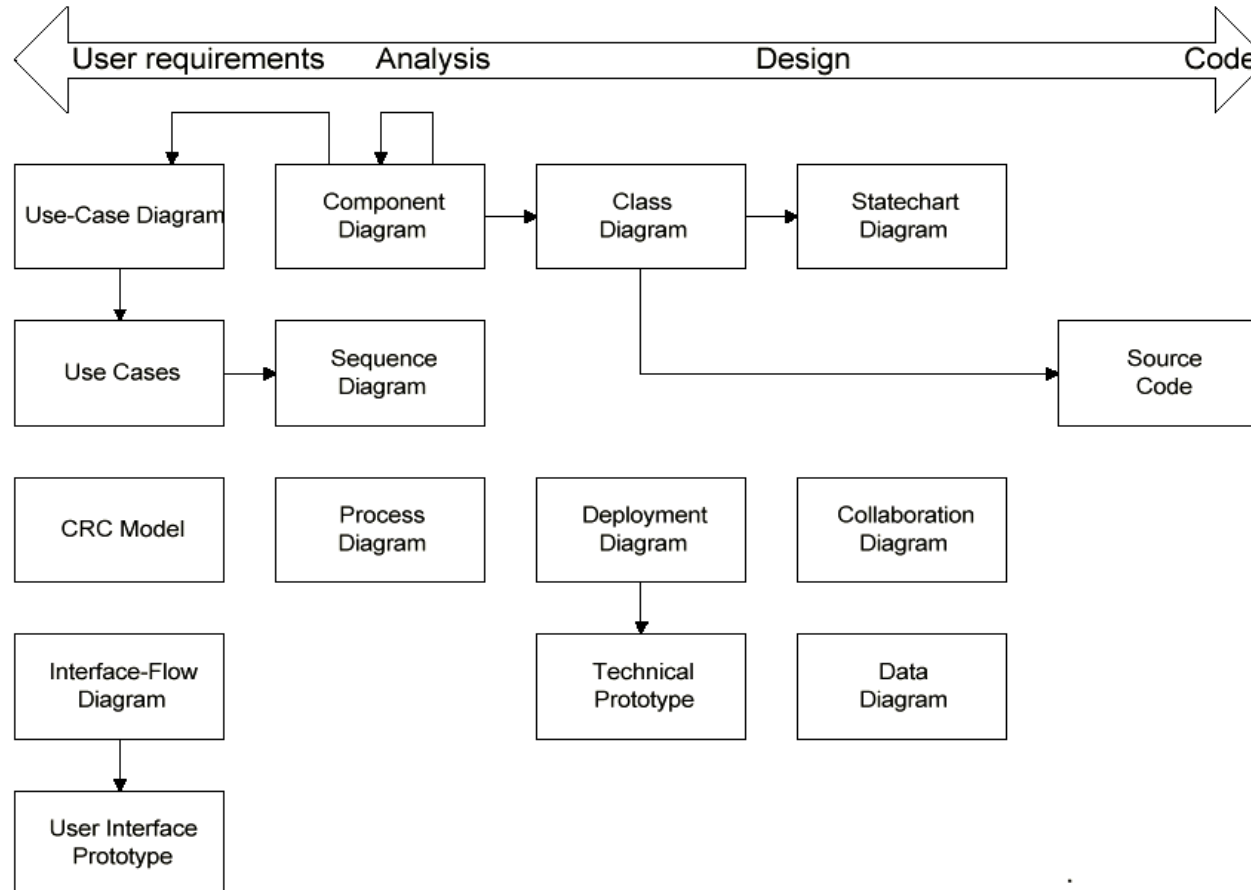 User requirements Analysis Design Code
Use-Case Diagram
Component
Diagram
Class
Diagram
Statechart
Diagram
Use Cases
Sequence
Diagram
Source
Code
CRC Model
Process
Diagram
Deployment
Diagram
Collaboration
Diagram
Interface-Flow
Diagram
Technical
Prototype
Data
Diagram
User Interface
Prototype